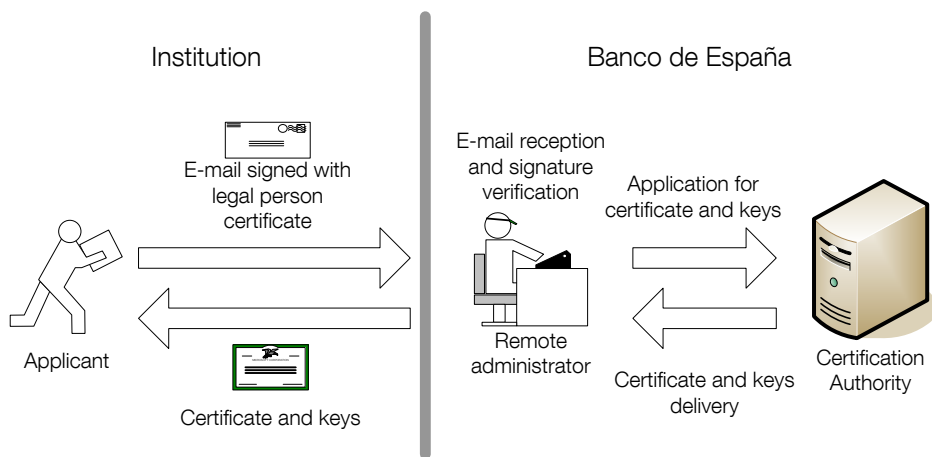 Institution
Banco de España
E-mail signed with
legal person
certificate
E-mail reception
and signature
verification
Application for
certificate and keys
Applicant
Certificate and keys
Remote
administrator
Certificate and keys
delivery
Certification
Authority